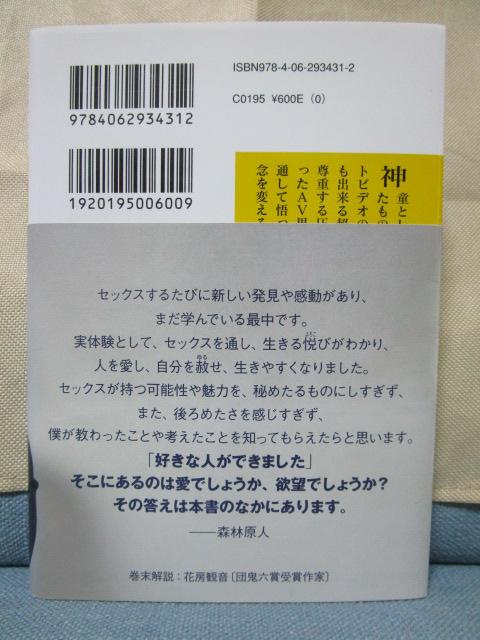 ISBN978-4-06-293431-2
9784062934312
C0195 ¥600E (0)
1920195006009
神童とし
たもの
トビデオの
も出来る超
尊重する圧
ったAV男
通して悟っ
念を変える
セックスするたびに新しい発見や感動があり、
まだ学んでいる最中です。
実体験として、セックスを通し、生きる悦びがわかり、
人を愛し、自分を赦せ、生きやすくなりました。
セックスが持つ可能性や魅力を、秘めたるものにしすぎず、
また、後ろめたさを感じすぎず、
僕が教わったことや考えたことを知ってもらえたらと思います。
「好きな人ができました」
そこにあるのは愛でしょうか、欲望でしょうか?
その答えは本書のなかにあります。
——森林原人
巻末解説:花房観音〔団鬼六賞受賞作家〕